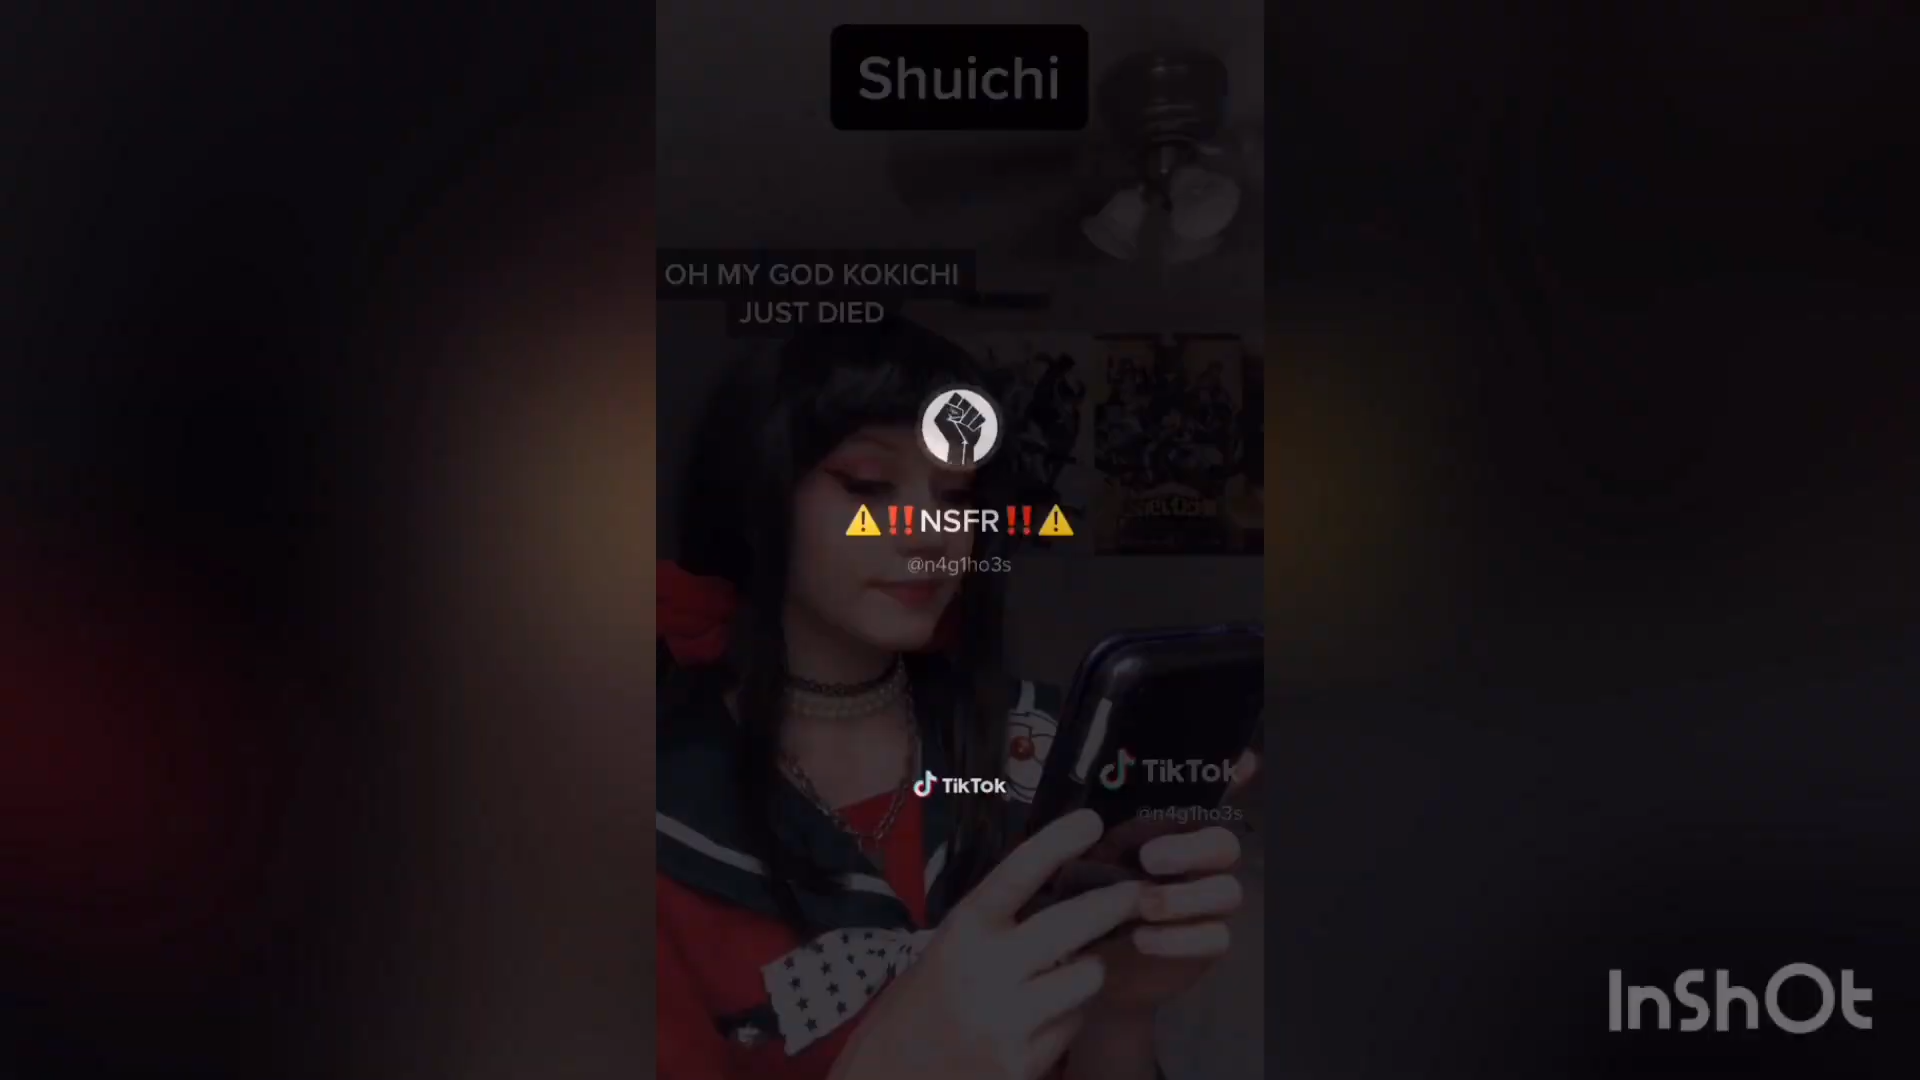 Shuichi
OH MY GOD KOKICHI
JUST DIED
⚠️‼️NSFR‼️⚠️
@n4g1ho3s
TikTok
TikTok
@n4g1ho3s
InShOt